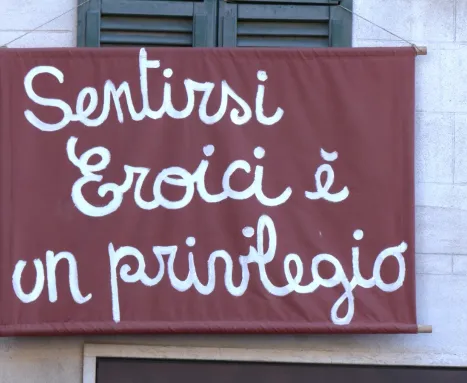 Sentirsi
Eroici è
un privilegio